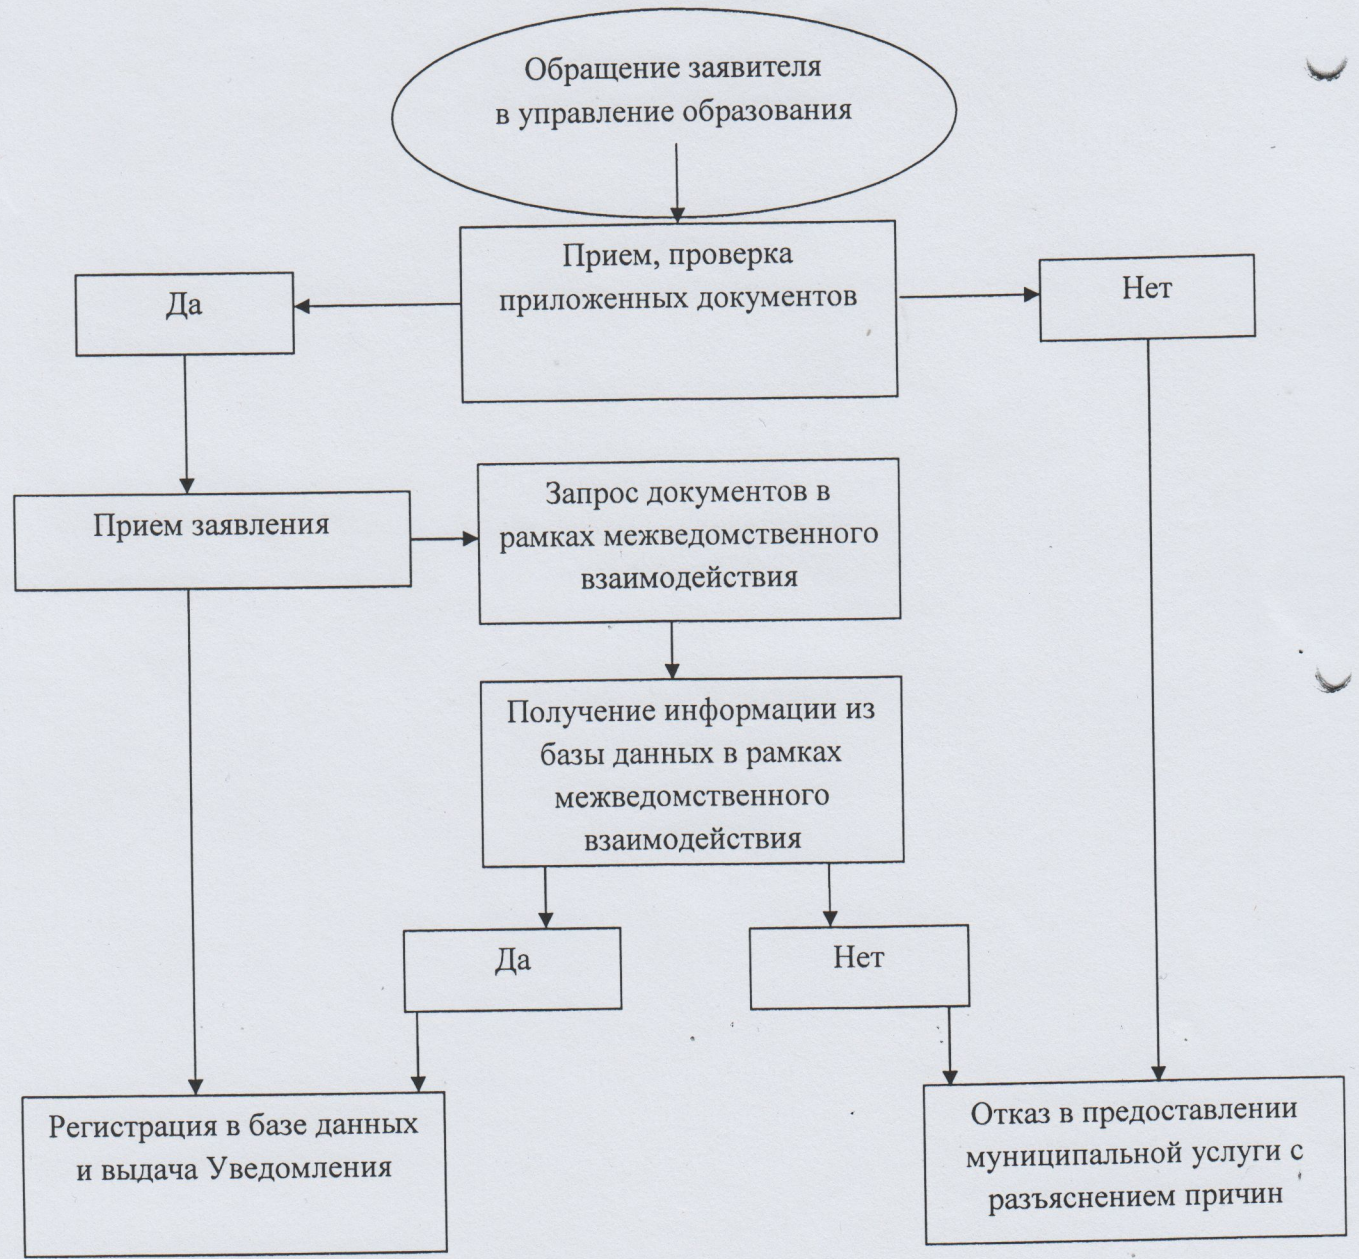 Обращение заявителя
в управление образования
Прием, проверка
приложенных документов
Да
Нет
Прием заявления
Запрос документов в
рамках межведомственного
взаимодействия
Получение информации из
базы данных в рамках
межведомственного
взаимодействия
Да
Нет
Регистрация в базе данных
и выдача Уведомления
Отказ в предоставлении
муниципальной услуги с
разъяснением причин